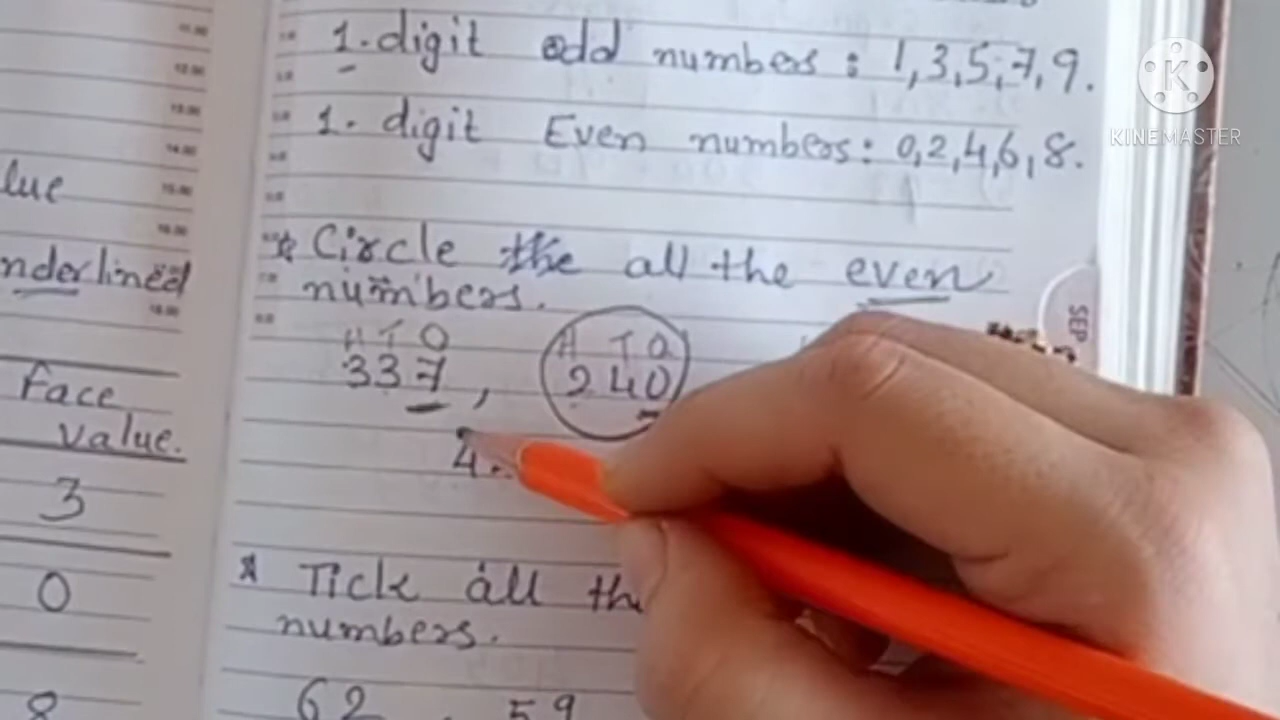 1.digit odd numbers : 1,3,5,7,9.
1. digit Even numbers: 0,2,4,6,8.
KINEMASTER
lue
nderlined
* Circle the all the even
numbers.
SEP
H T O
H T O
337 , 240
Face
value.
4
3
* Tick all the
numbers.
0
62 , 59
8